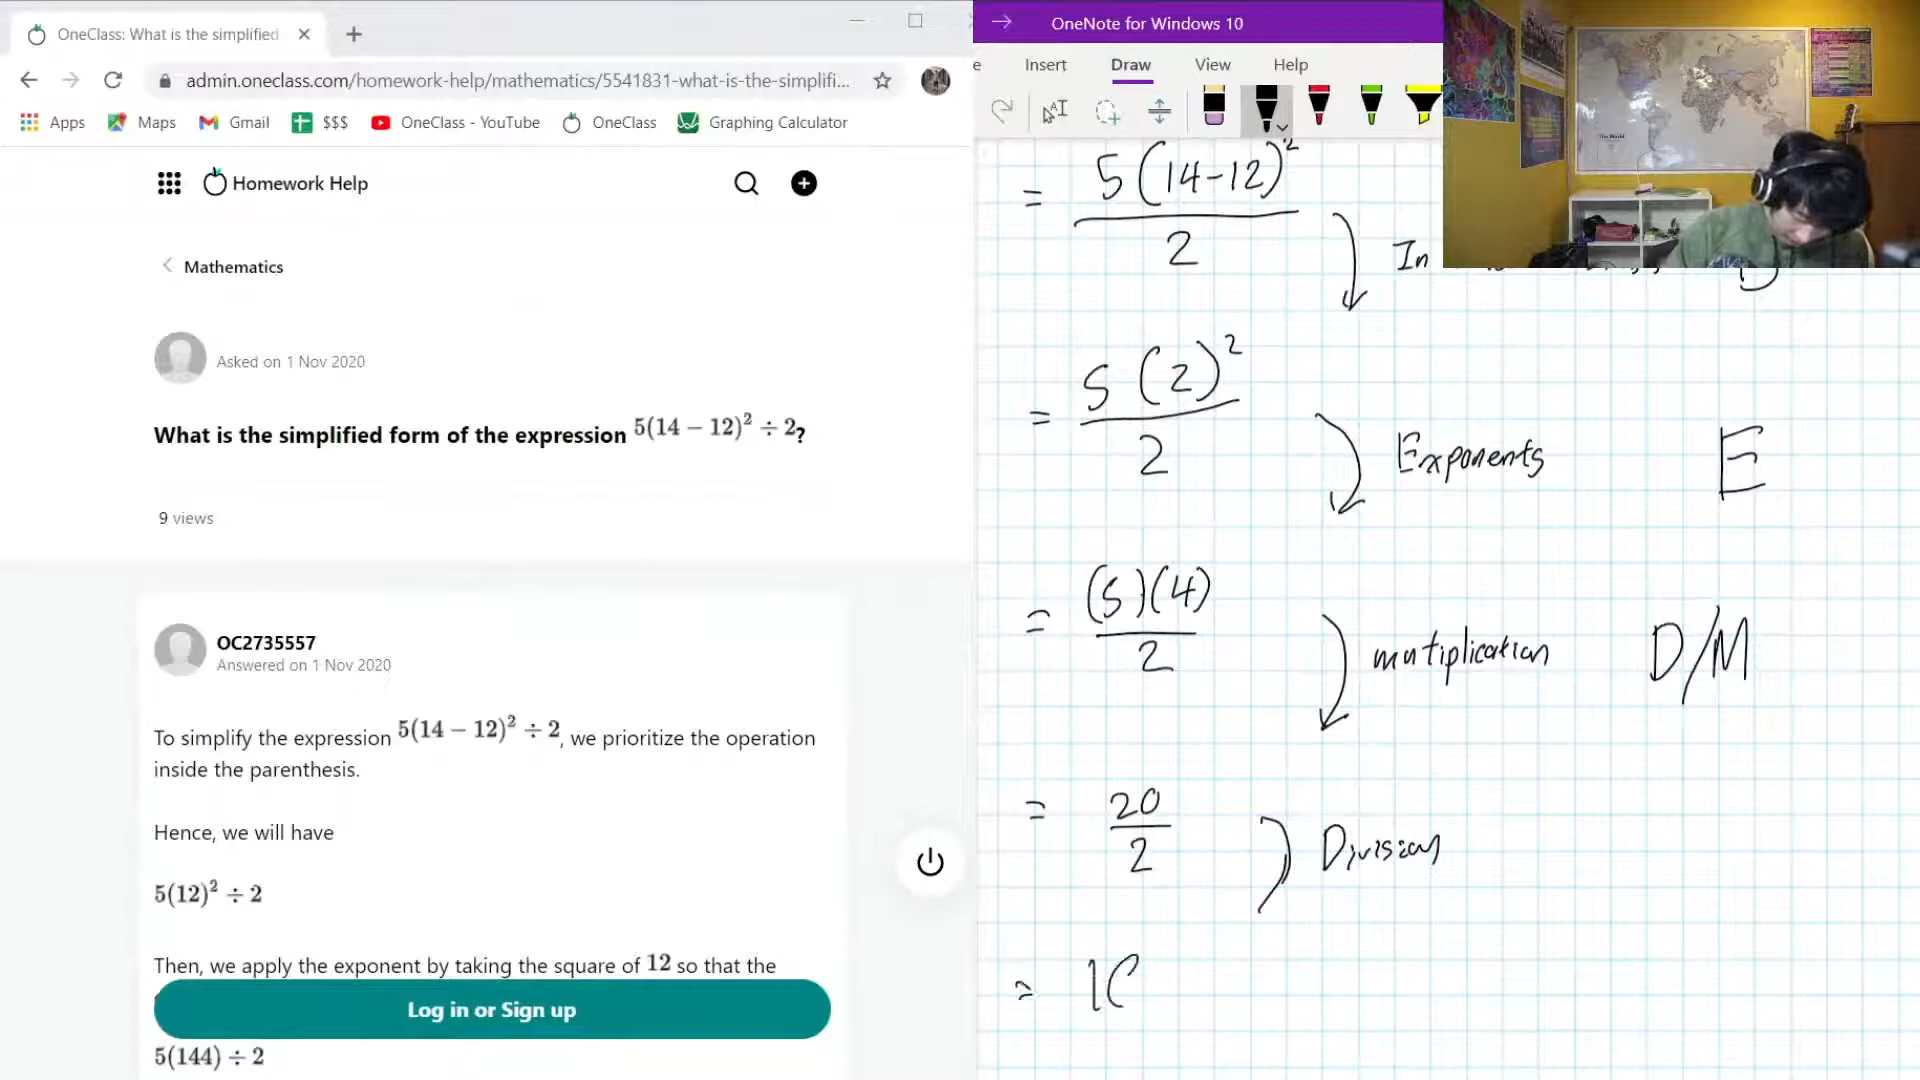 OneClass: What is the simplified
admin.oneclass.com/homework-help/mathematics/5541831-what-is-the-simplifi...
Apps Maps Gmail $$$ OneClass - YouTube OneClass Graphing Calculator
Homework Help
Mathematics
Asked on 1 Nov 2020
What is the simplified form of the expression 5(14 − 12)² ÷ 2?
9 views
OC2735557
Answered on 1 Nov 2020
To simplify the expression 5(14 − 12)² ÷ 2, we prioritize the operation
inside the parenthesis.
Hence, we will have
5(12)² ÷ 2
Then, we apply the exponent by taking the square of 12 so that the
Log in or Sign up
5(144) ÷ 2
OneNote for Windows 10
Insert Draw View Help
= 5(14-12)²
2
In
= 5(2)²
2
Exponents E
= (5)(4)
2
mutiplication D/M
= 20
2
Division
= 10